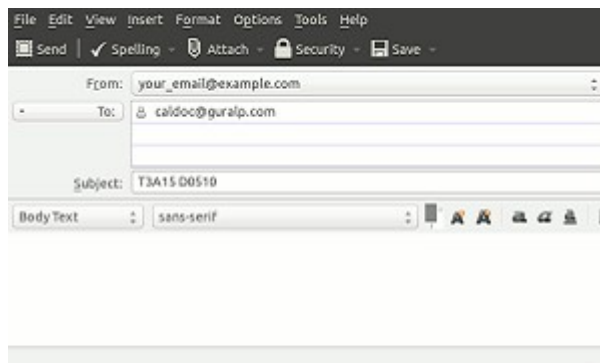 File Edit View Insert Format Options Tools Help
Send Spelling Attach Security Save
From: your_email@example.com
To: caldoc@guralp.com
Subject: T3A15 D0510
Body Text sans-serif A A a a a